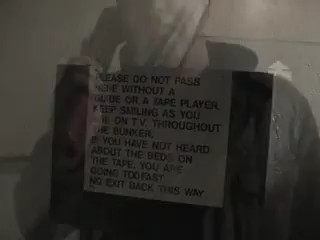 PLEASE DO NOT PASS
HERE WITHOUT A
GUIDE OR A TAPE PLAYER.
KEEP SMILING AS YOU
ARE ON T.V. THROUGHOUT
THE BUNKER.
IF YOU HAVE NOT HEARD
ABOUT THE BEDS ON
THE TAPE, YOU ARE
GOING TOO FAST.
NO EXIT BACK THIS WAY